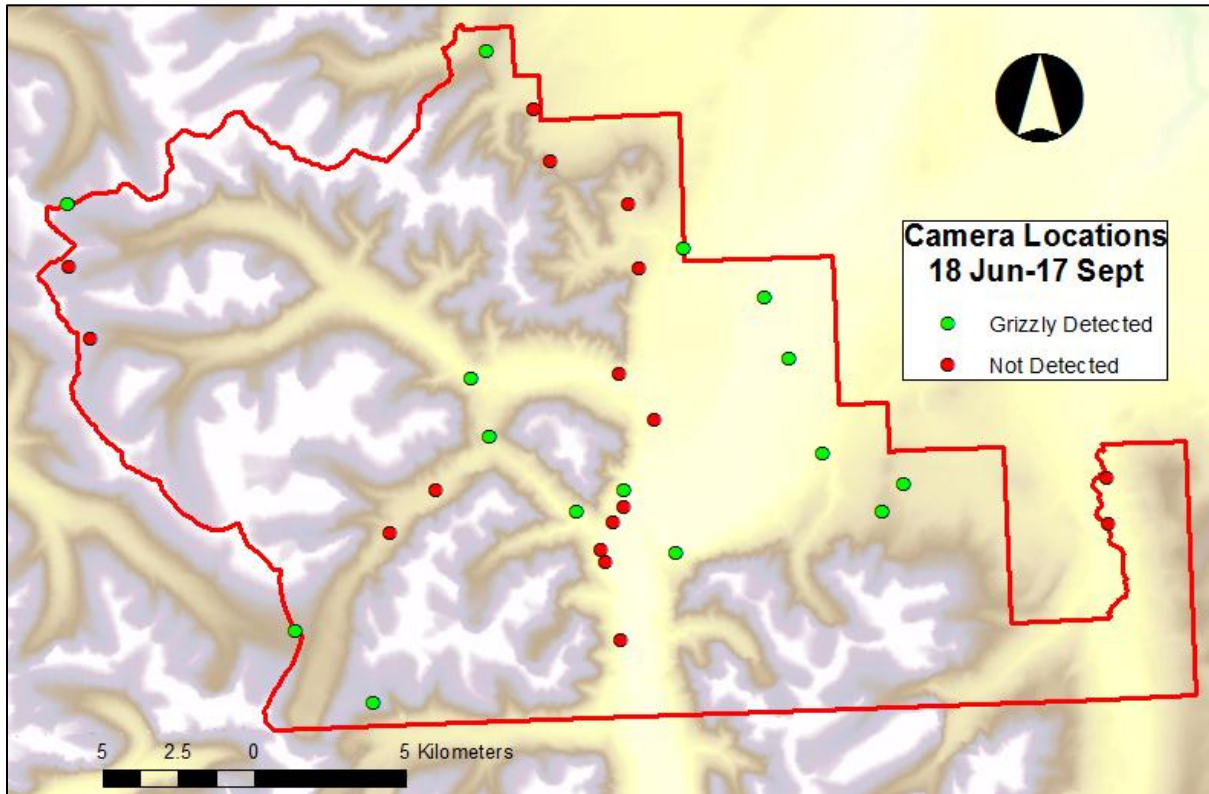 Camera Locations
18 Jun-17 Sept
Grizzly Detected
Not Detected
5 2.5 0 5 Kilometers